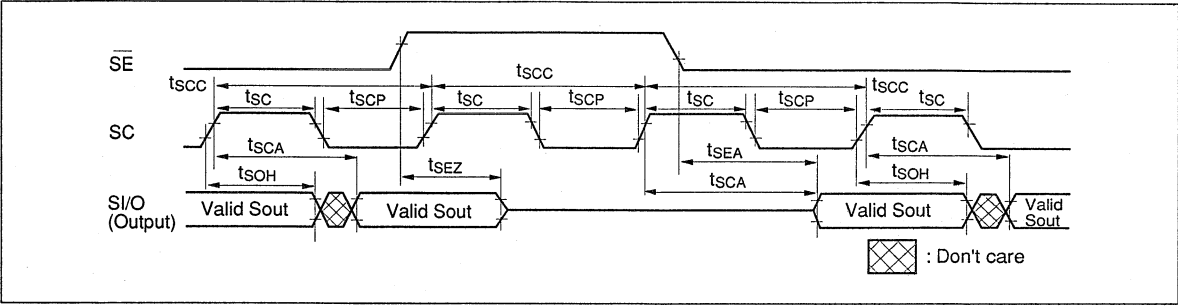 SE
tSCC tSCC tSCC
tSC tSCP tSC tSCP tSC tSCP tSC
SC
tSCA tSEA tSCA
tSOH tSEZ tSCA tSOH
SI/O
(Output)
Valid Sout Valid Sout Valid Sout Valid
Sout
: Don't care